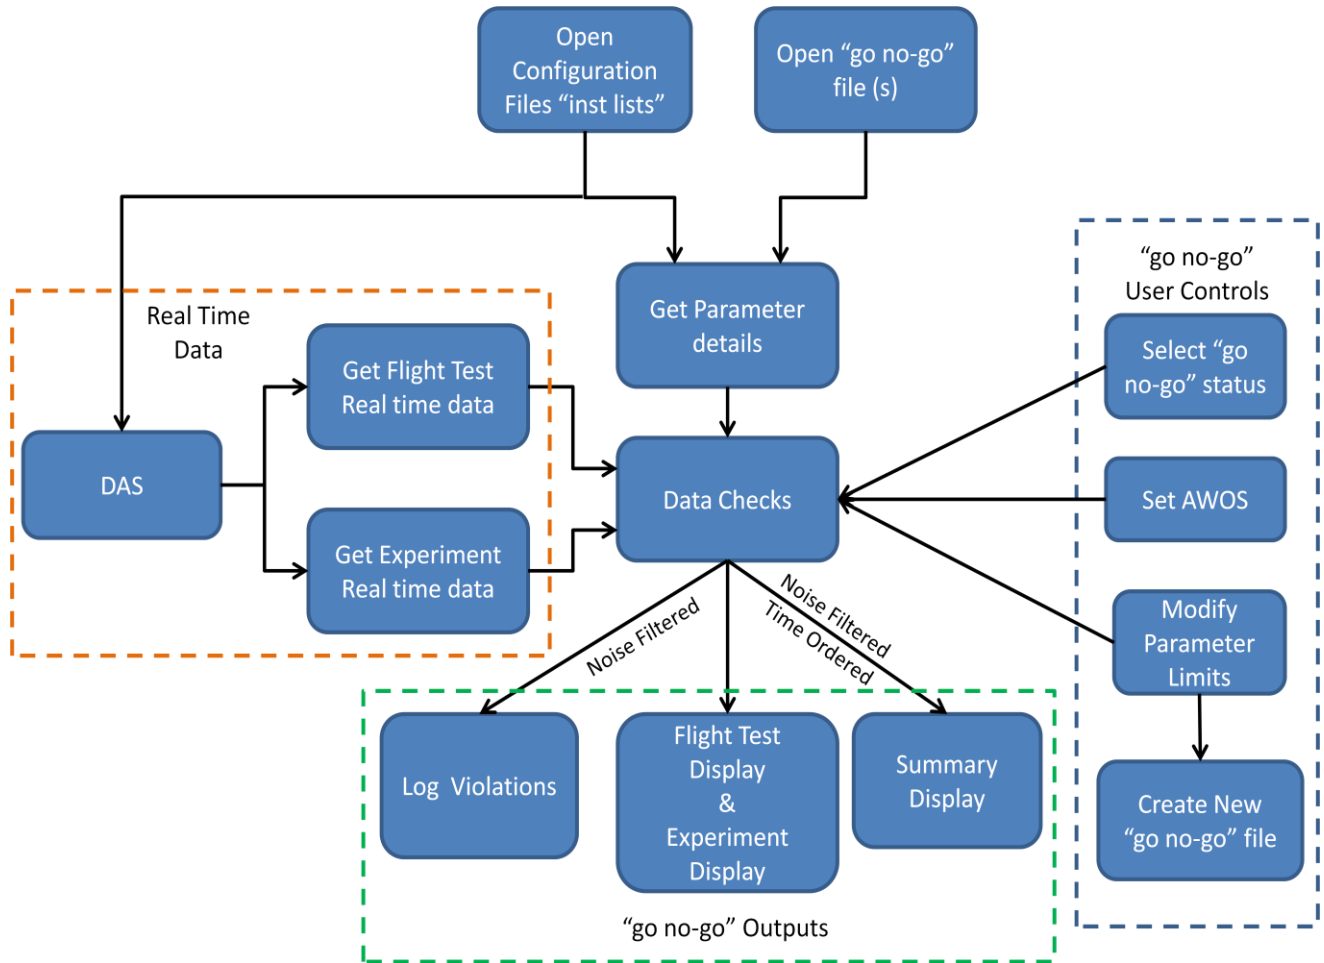 Open
Configuration
Files “inst lists”
Open “go no-go”
file (s)
“go no-go”
User Controls
Real Time
Data
Get Parameter
details
Select “go
no-go” status
Get Flight Test
Real time data
DAS
Data Checks
Set AWOS
Get Experiment
Real time data
Noise Filtered
Noise Filtered
Time Ordered
Modify
Parameter
Limits
Log  Violations
Flight Test
Display
&
Experiment
Display
Summary
Display
Create New
“go no-go” file
“go no-go” Outputs